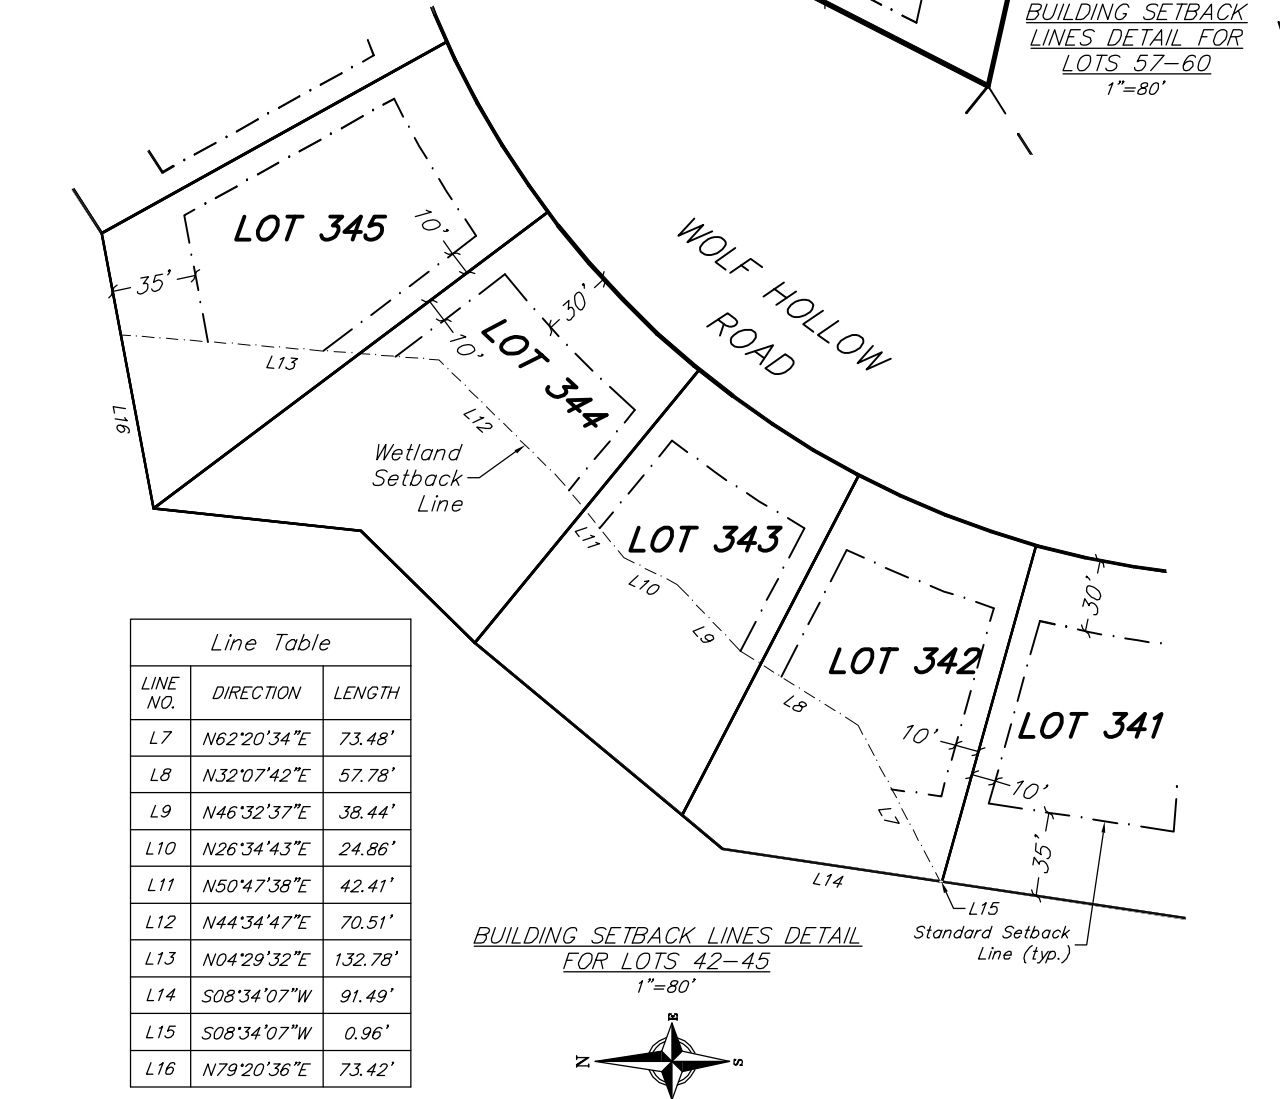 BUILDING SETBACK
LINES DETAIL FOR
LOTS 57-60
1"=80'
LOT 345
10'
35'
L13
L16
30'
LOT 344
10'
L12
Wetland
Setback
Line
WOLF HOLLOW
ROAD
L11
LOT 343
L10
L9
LOT 342
L8
10'
L7
30'
LOT 341
10'
35'
L14
L15
Standard Setback
Line (typ.)
Line Table
LINE NO. DIRECTION LENGTH
L7 N62°20'34"E 73.48'
L8 N32°07'42"E 57.78'
L9 N46°32'37"E 38.44'
L10 N26°34'43"E 24.86'
L11 N50°47'38"E 42.41'
L12 N44°34'47"E 70.51'
L13 N04°29'32"E 132.78'
L14 S08°34'07"W 91.49'
L15 S08°34'07"W 0.96'
L16 N79°20'36"E 73.42'
BUILDING SETBACK LINES DETAIL
FOR LOTS 42-45
1"=80'
E
N
S